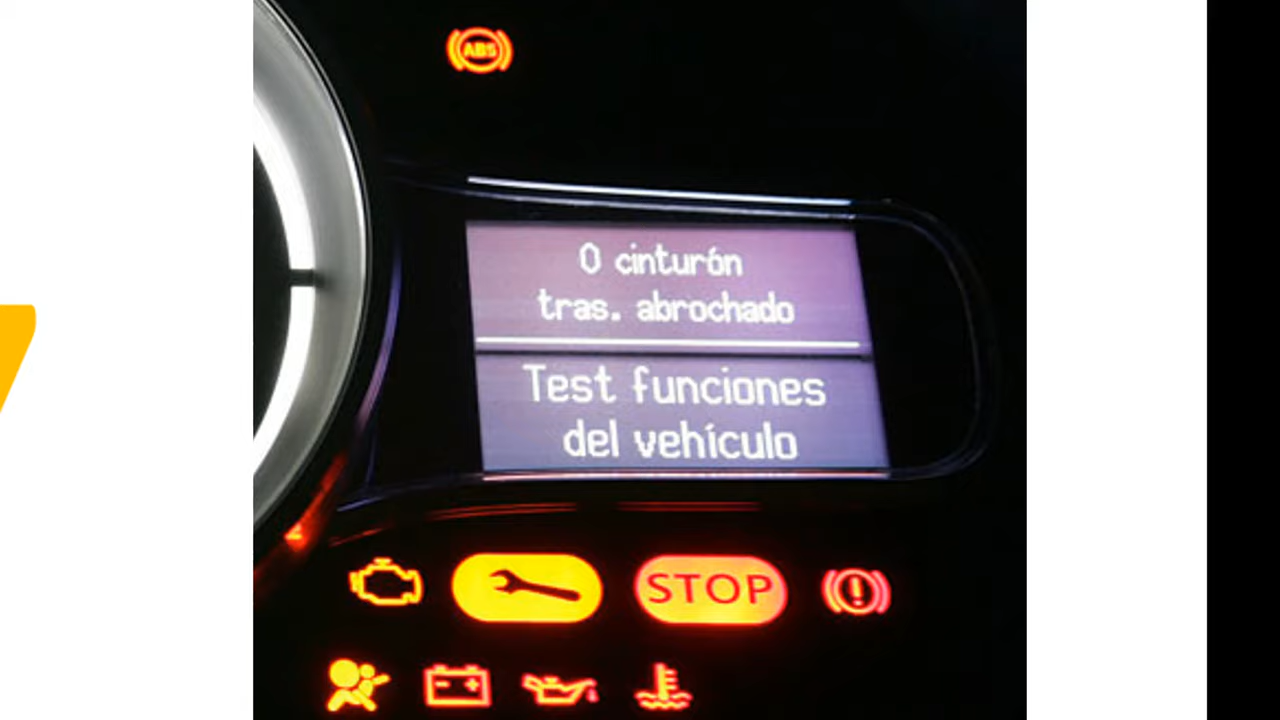 ABS
0 cinturón
tras. abrochado
Test funciones
del vehículo
STOP